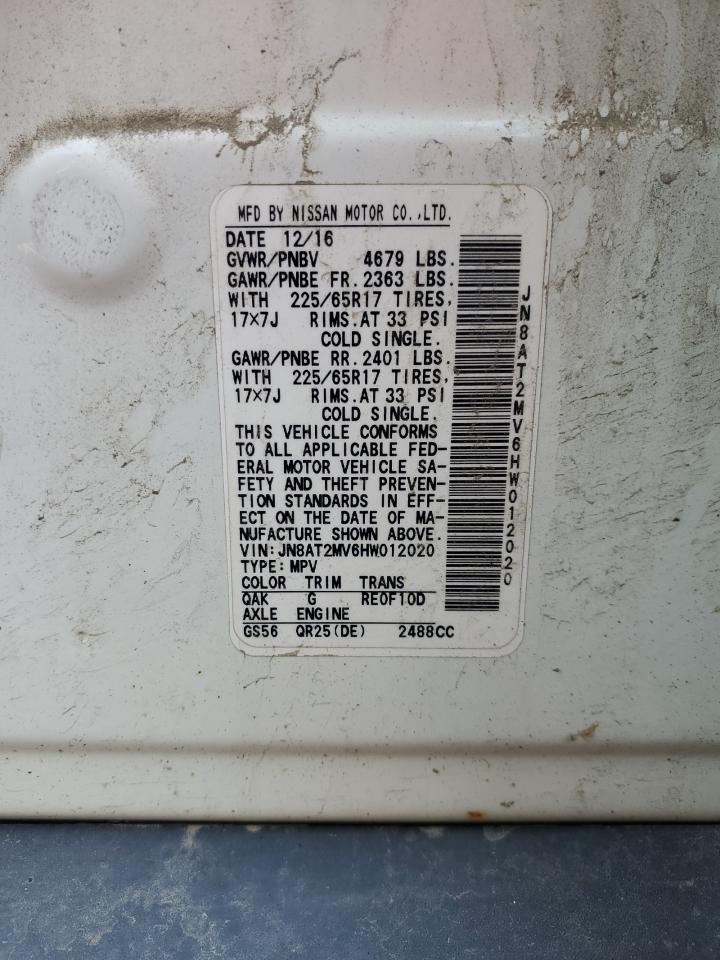 MFD BY NISSAN MOTOR CO.,LTD.
DATE 12/16
GVWR/PNBV 4679 LBS.
GAWR/PNBE FR.2363 LBS.
WITH 225/65R17 TIRES,
17×7J RIMS.AT 33 PSI
COLD SINGLE.
GAWR/PNBE RR.2401 LBS.
WITH 225/65R17 TIRES,
17×7J RIMS.AT 33 PSI
COLD SINGLE.
THIS VEHICLE CONFORMS
TO ALL APPLICABLE FED-
ERAL MOTOR VEHICLE SA-
FETY AND THEFT PREVEN-
TION STANDARDS IN EFF-
ECT ON THE DATE OF MA-
NUFACTURE SHOWN ABOVE.
VIN:JN8AT2MV6HW012020
TYPE:MPV
COLOR TRIM TRANS
QAK G RE0F10D
AXLE ENGINE
GS56 QR25(DE) 2488CC
JN8AT2MV6HW012020